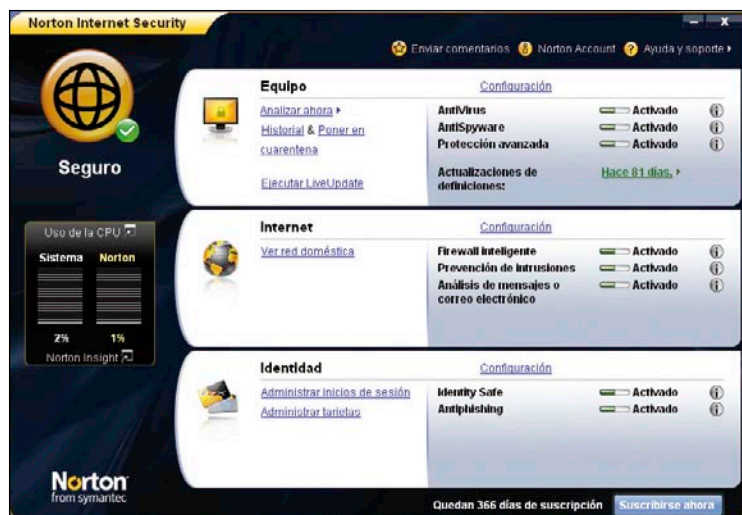 Norton Internet Security
Enviar comentarios Norton Account Ayuda y soporte
Seguro
Uso de la CPU
Sistema Norton
2% 1%
Norton Insight
Norton
from symantec
Equipo
Analizar ahora
Historial & Poner en
cuarentena
Ejecutar LiveUpdate
Configuración
AntiVirus Activado
AntiSpyware Activado
Protección avanzada Activado
Actualizaciones de Hace 81 días.
definiciones:
Internet
Ver red doméstica
Configuración
Firewall inteligente Activado
Prevención de intrusiones Activado
Análisis de mensajes o Activado
correo electrónico
Identidad
Administrar inicios de sesión
Administrar tarjetas
Configuración
Identity Safe Activado
Antiphishing Activado
Quedan 366 días de suscripción Suscribirse ahora